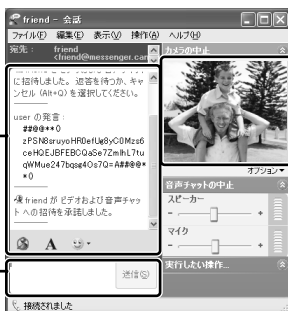 friend - 会話
ファイル(F) 編集(E) 表示(V) 操作(A) ヘルプ(H)
宛先: friend
<friend@messenger.com>
カメラの中止
に招待しました。 返答を待つか、キャ
ンセル (Alt+Q) を選択してください。
user の発言:
##@@**0
zPSN8sruyoHR0efUg8yC0Mzs6
ceHQEJBFEBCQaSe7ZmlhL7tu
qWMue247bqsg4Os7Q=A##@@*
*0
friend が ビデオおよび音声チャッ
ト への招待を承諾しました。
オプション
音声チャットの中止
スピーカー
- +
マイク
- +
A
実行したい操作...
送信(S)
接続されました